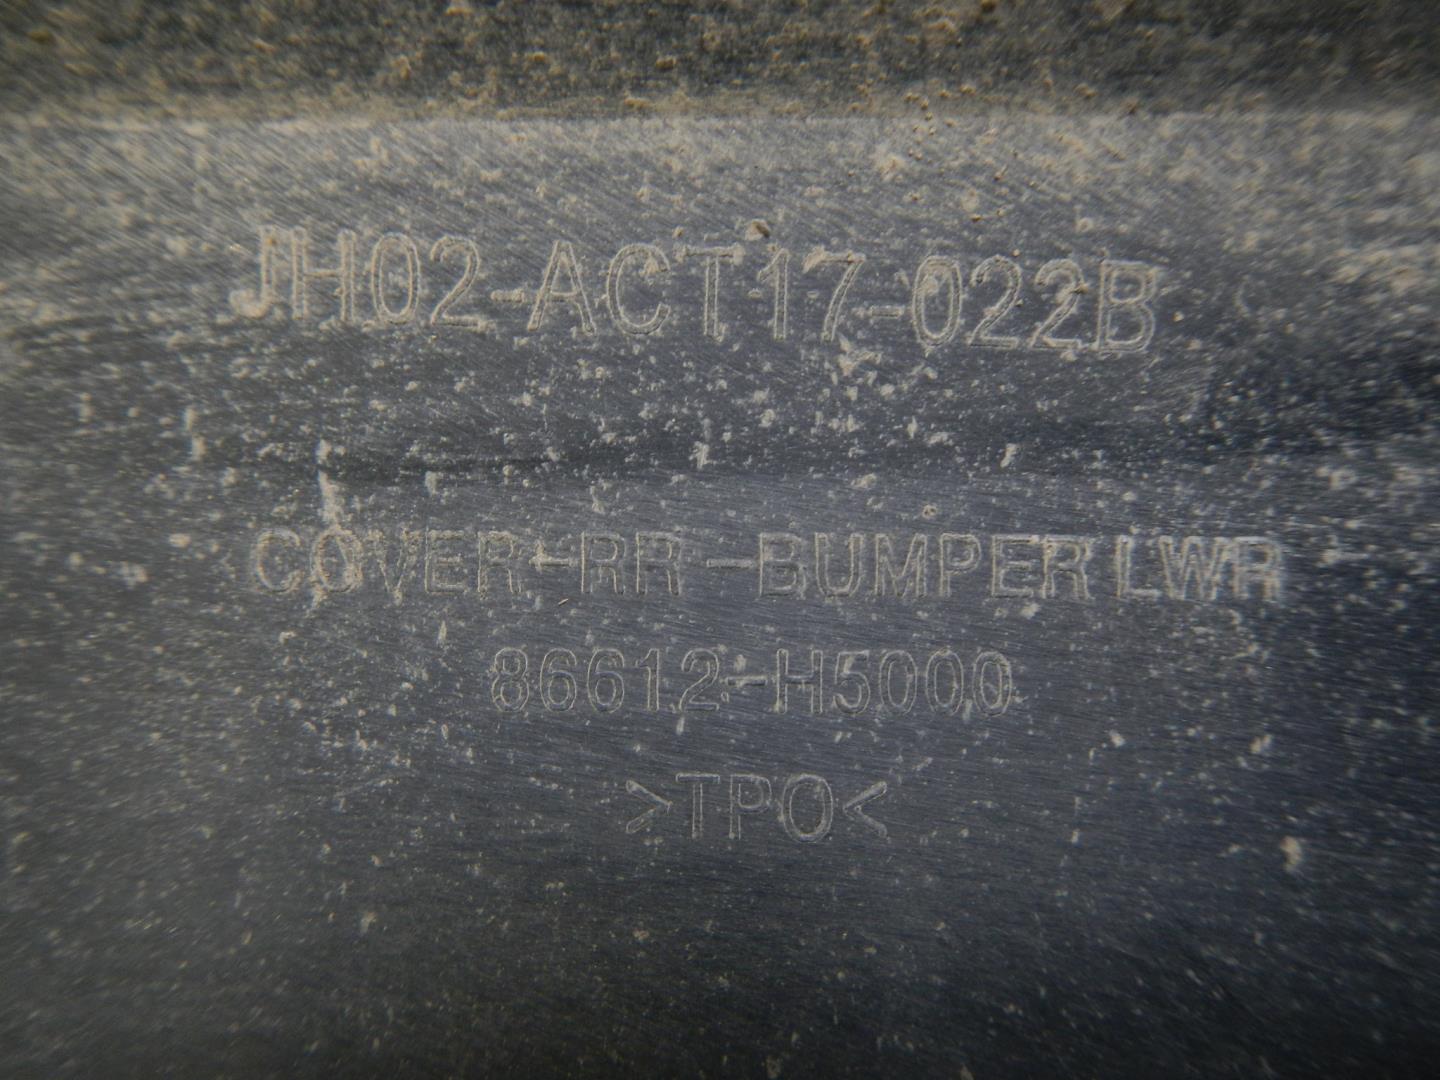 JH02-ACT17-022B
COVER-RR-BUMPER LWR
86612-H5000
>TPO<